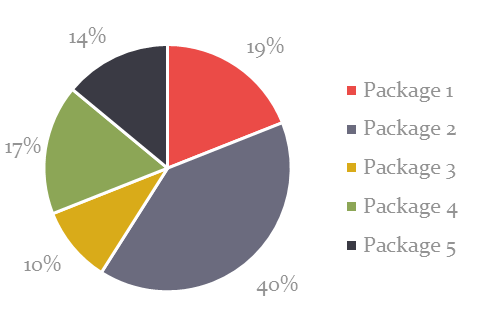 14%
19%
17%
10%
40%
Package 1
Package 2
Package 3
Package 4
Package 5